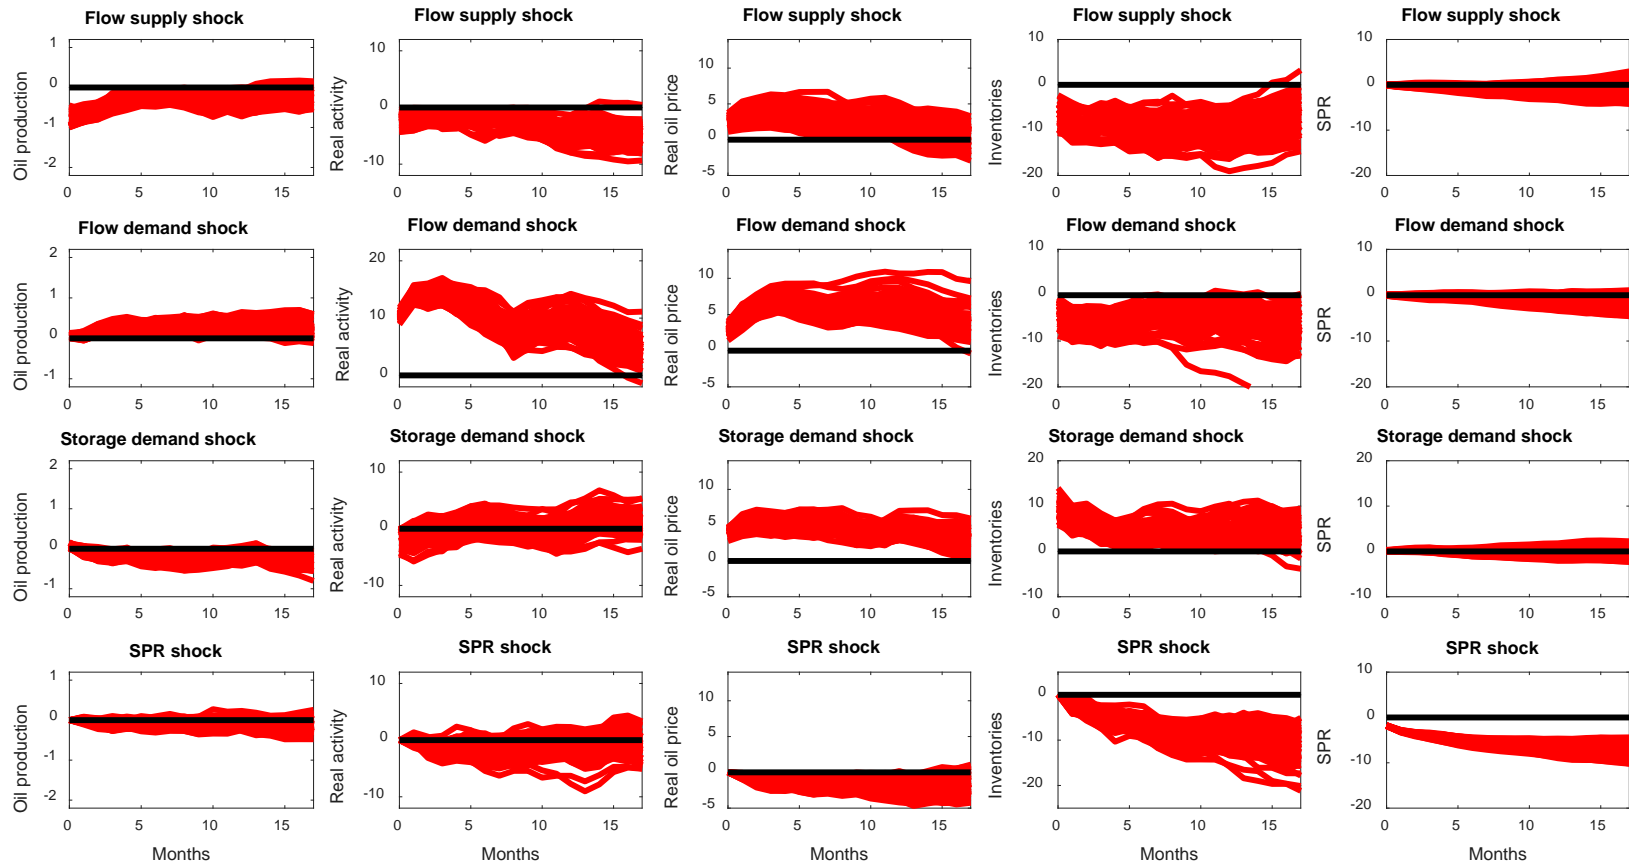 Flow supply shock
Oil production
1
0
-1
-2
0 5 10 15
Flow supply shock
Real activity
10
0
-10
0 5 10 15
Flow supply shock
Real oil price
10
5
0
-5
0 5 10 15
Flow supply shock
Inventories
10
0
-10
-20
0 5 10 15
Flow supply shock
SPR
10
0
-10
-20
0 5 10 15
Flow demand shock
Oil production
2
1
0
-1
0 5 10 15
Flow demand shock
Real activity
20
10
0
0 5 10 15
Flow demand shock
Real oil price
10
5
0
-5
0 5 10 15
Flow demand shock
Inventories
10
0
-10
-20
0 5 10 15
Flow demand shock
SPR
10
0
-10
-20
0 5 10 15
Storage demand shock
Oil production
2
1
0
-1
0 5 10 15
Storage demand shock
Real activity
10
0
-10
0 5 10 15
Storage demand shock
Real oil price
10
5
0
-5
0 5 10 15
Storage demand shock
Inventories
20
10
0
-10
0 5 10 15
Storage demand shock
SPR
20
10
0
-10
0 5 10 15
SPR shock
Oil production
1
0
-1
-2
0 5 10 15
Months
SPR shock
Real activity
10
0
-10
0 5 10 15
Months
SPR shock
Real oil price
10
5
0
-5
0 5 10 15
Months
SPR shock
Inventories
0
-10
-20
0 5 10 15
Months
SPR shock
SPR
10
0
-10
-20
0 5 10 15
Months